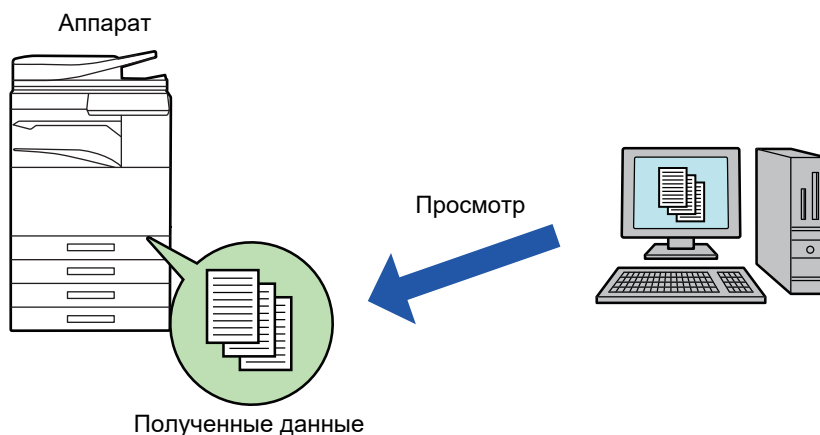 Аппарат
Просмотр
Полученные данные